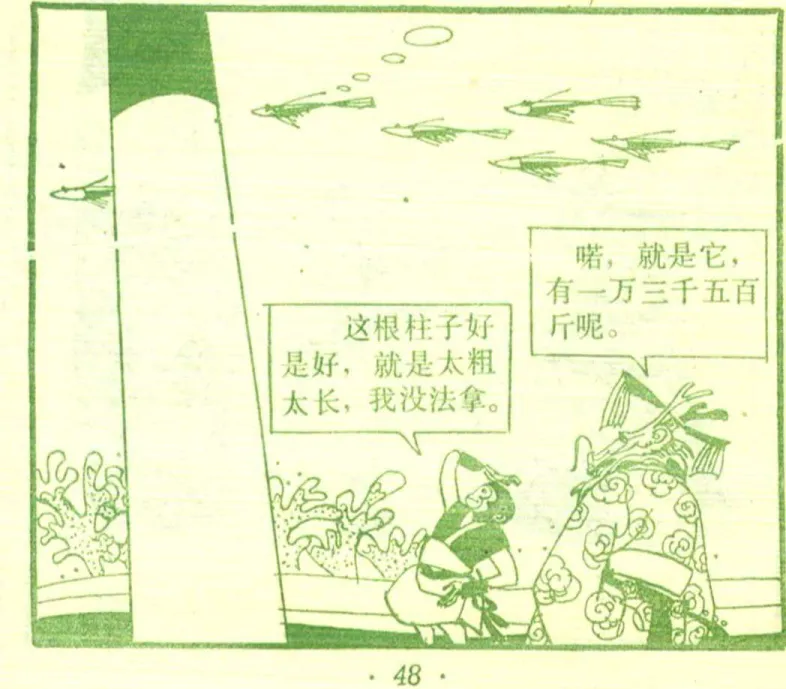 喏，就是它，
有一万三千五百
斤呢。
这根柱子好
是好，就是太粗
太长，我没法拿。
· 48 ·